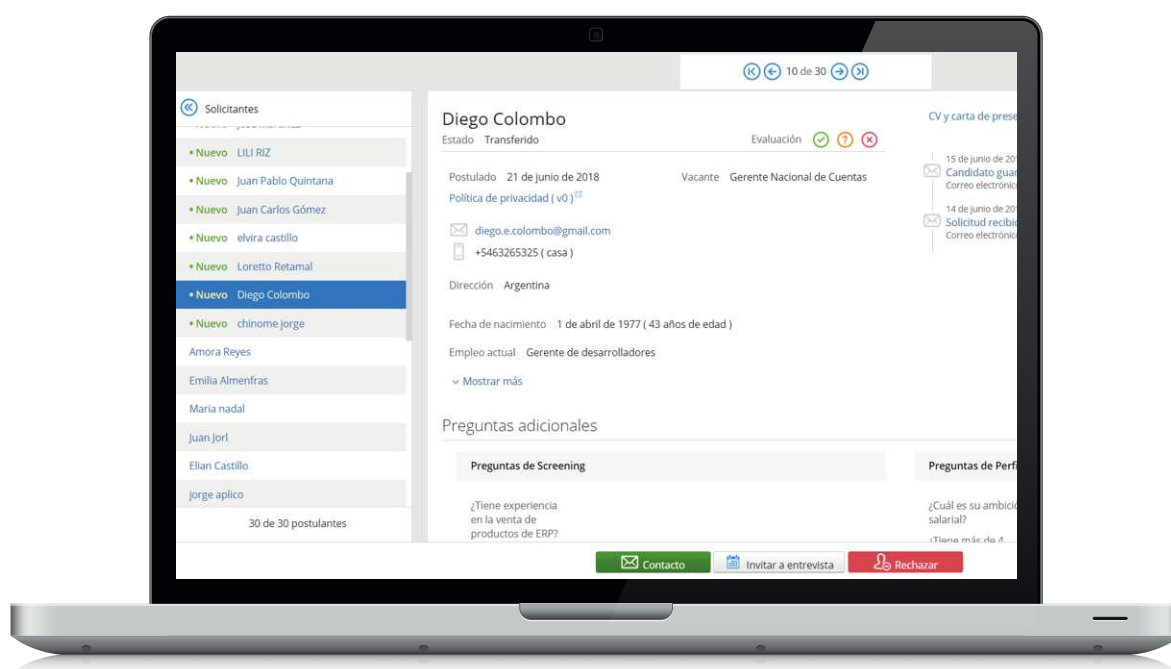 10 de 30
Solicitantes
• Nuevo LILI RIZ
• Nuevo Juan Pablo Quintana
• Nuevo Juan Carlos Gómez
• Nuevo elvira castillo
• Nuevo Loretto Retamal
• Nuevo Diego Colombo
• Nuevo chinome jorge
Amora Reyes
Emilia Almenfras
Maria nadal
Juan Jorl
Elian Castillo
jorge aplico
30 de 30 postulantes
Diego Colombo
Estado Transferido
Evaluación
Postulado 21 de junio de 2018
Vacante Gerente Nacional de Cuentas
Política de privacidad ( v0 )
diego.e.colombo@gmail.com
+5463265325 ( casa )
Dirección Argentina
Fecha de nacimiento 1 de abril de 1977 ( 43 años de edad )
Empleo actual Gerente de desarrolladores
Mostrar más
Preguntas adicionales
Preguntas de Screening
¿Tiene experiencia
en la venta de
productos de ERP?
CV y carta de prese
15 de junio de 20
Candidato guar
Correo electrónic
14 de junio de 20
Solicitud recibid
Correo electrónic
Preguntas de Perfi
¿Cuál es su ambició
salarial?
¿Tiene más de 4
Contacto
Invitar a entrevista
Rechazar